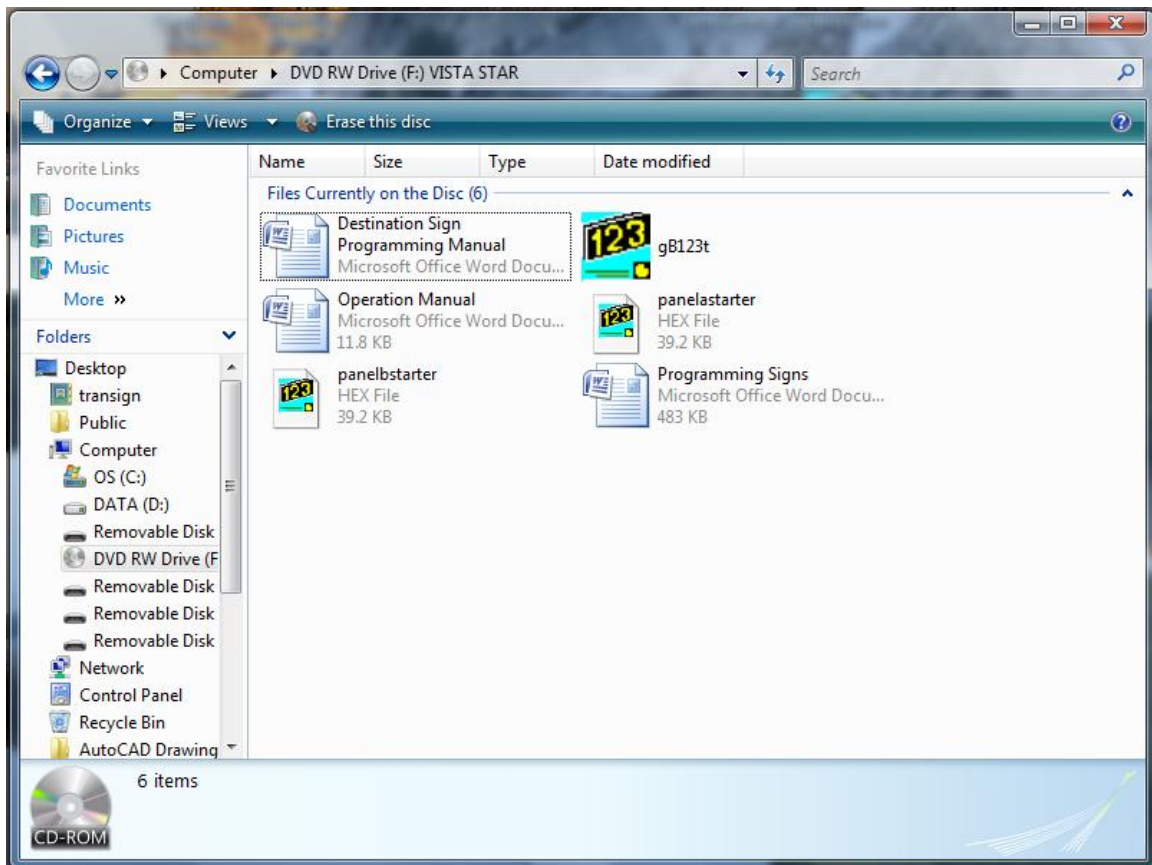 Computer ▸ DVD RW Drive (F:) VISTA STAR
Search
Organize
Views
Erase this disc
Favorite Links
Documents
Pictures
Music
More »
Folders
Desktop
transign
Public
Computer
OS (C:)
DATA (D:)
Removable Disk
DVD RW Drive (F
Removable Disk
Removable Disk
Removable Disk
Network
Control Panel
Recycle Bin
AutoCAD Drawing
Name Size Type Date modified
Files Currently on the Disc (6)
Destination Sign
Programming Manual
Microsoft Office Word Docu...
123
gB123t
Operation Manual
Microsoft Office Word Docu...
11.8 KB
123
panelastarter
HEX File
39.2 KB
123
panelbstarter
HEX File
39.2 KB
Programming Signs
Microsoft Office Word Docu...
483 KB
6 items
CD-ROM